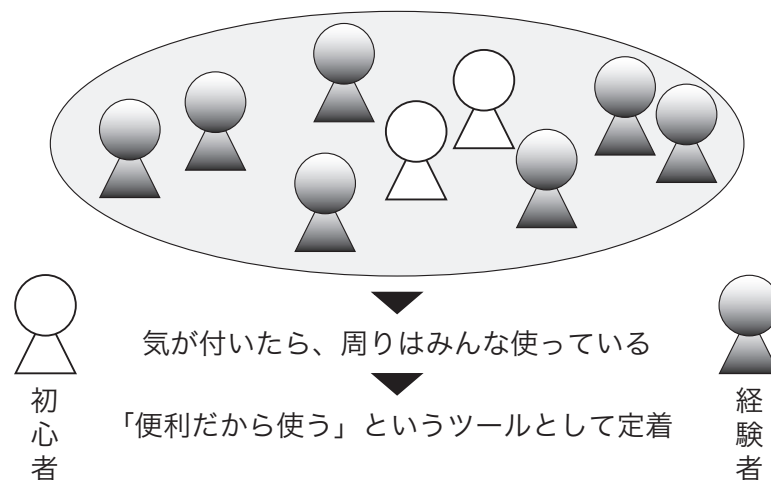 気が付いたら、周りはみんな使っている
「便利だから使う」というツールとして定着
初心者
経験者